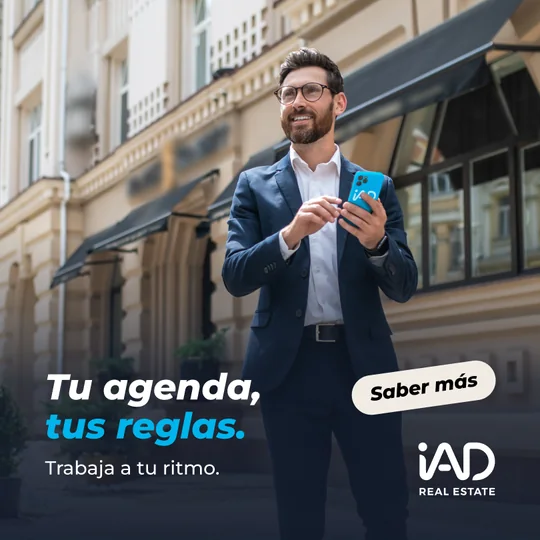 iAD
Tu agenda,
tus reglas.
Trabaja a tu ritmo.
Saber más
iAD
REAL ESTATE